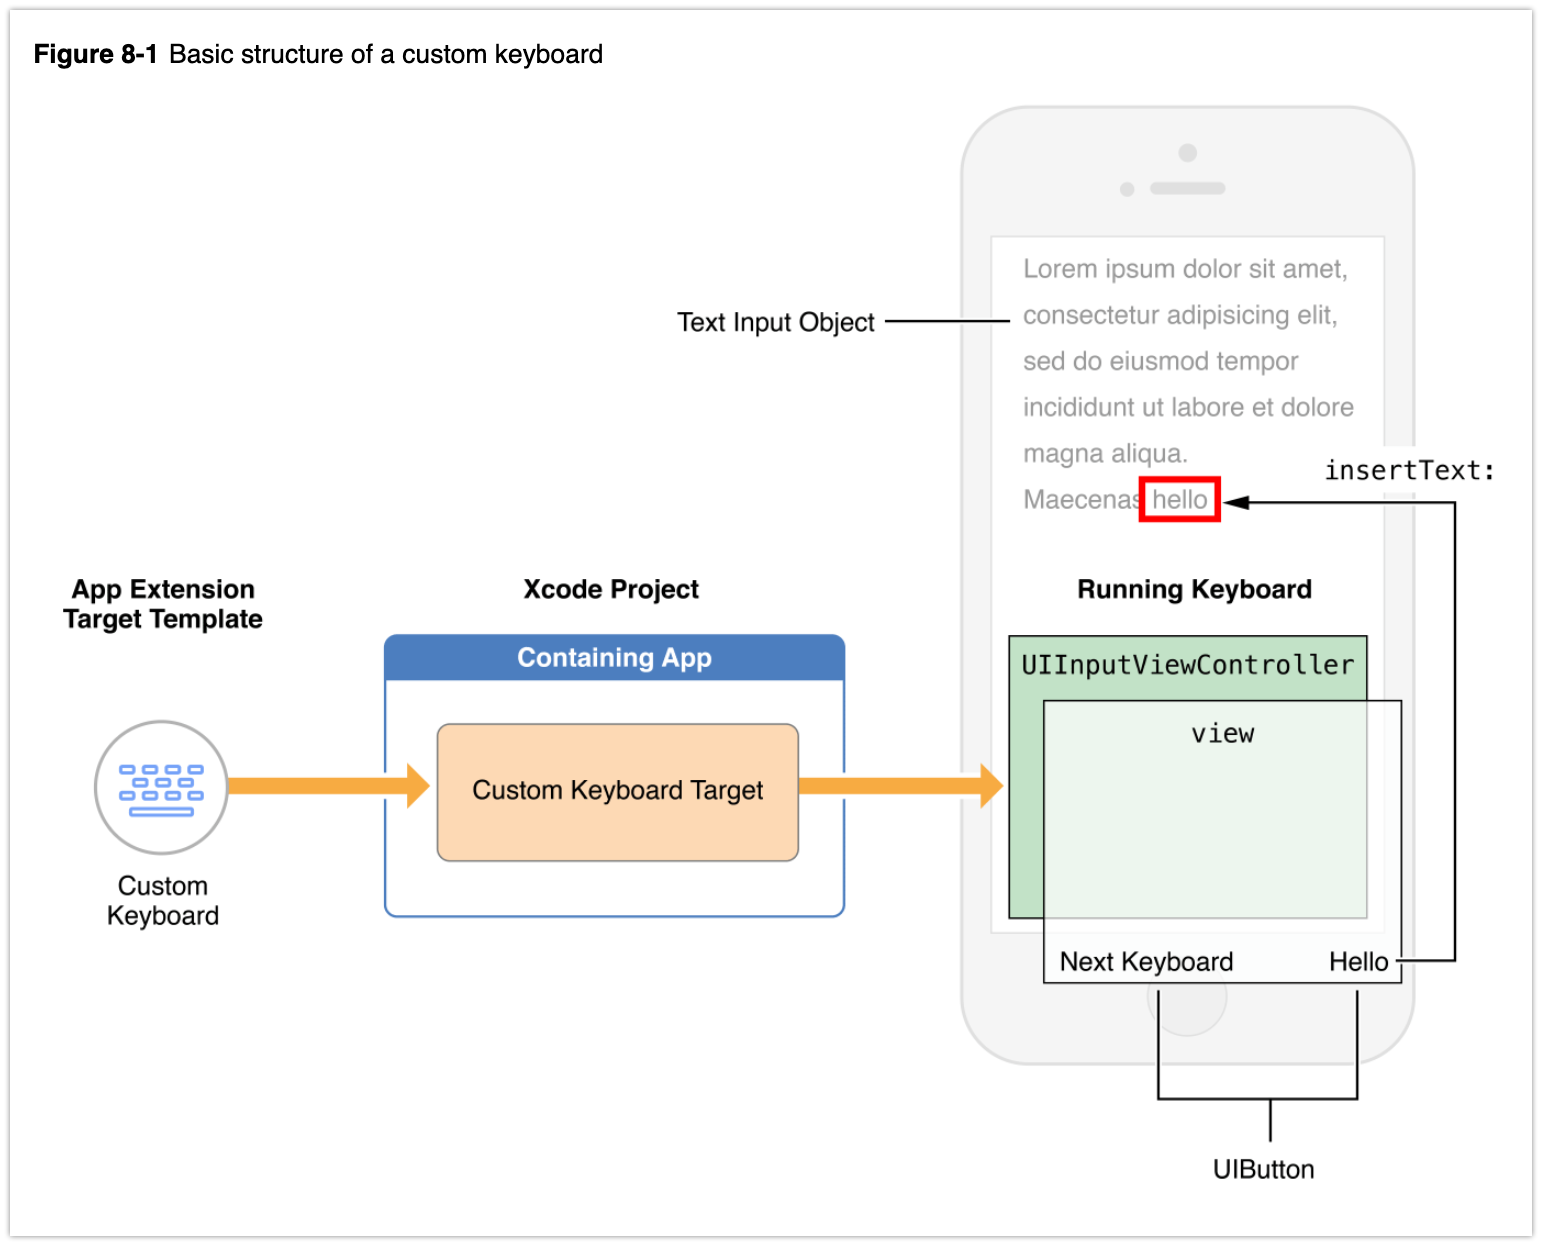 Figure 8-1 Basic structure of a custom keyboard
Lorem ipsum dolor sit amet,
Text Input Object
consectetur adipisicing elit,
sed do eiusmod tempor
incididunt ut labore et dolore
magna aliqua.
insertText:
Maecenas hello
App Extension
Target Template
Xcode Project
Running Keyboard
Containing App
UIInputViewController
view
Custom Keyboard Target
Custom
Keyboard
Next Keyboard
Hello
UIButton